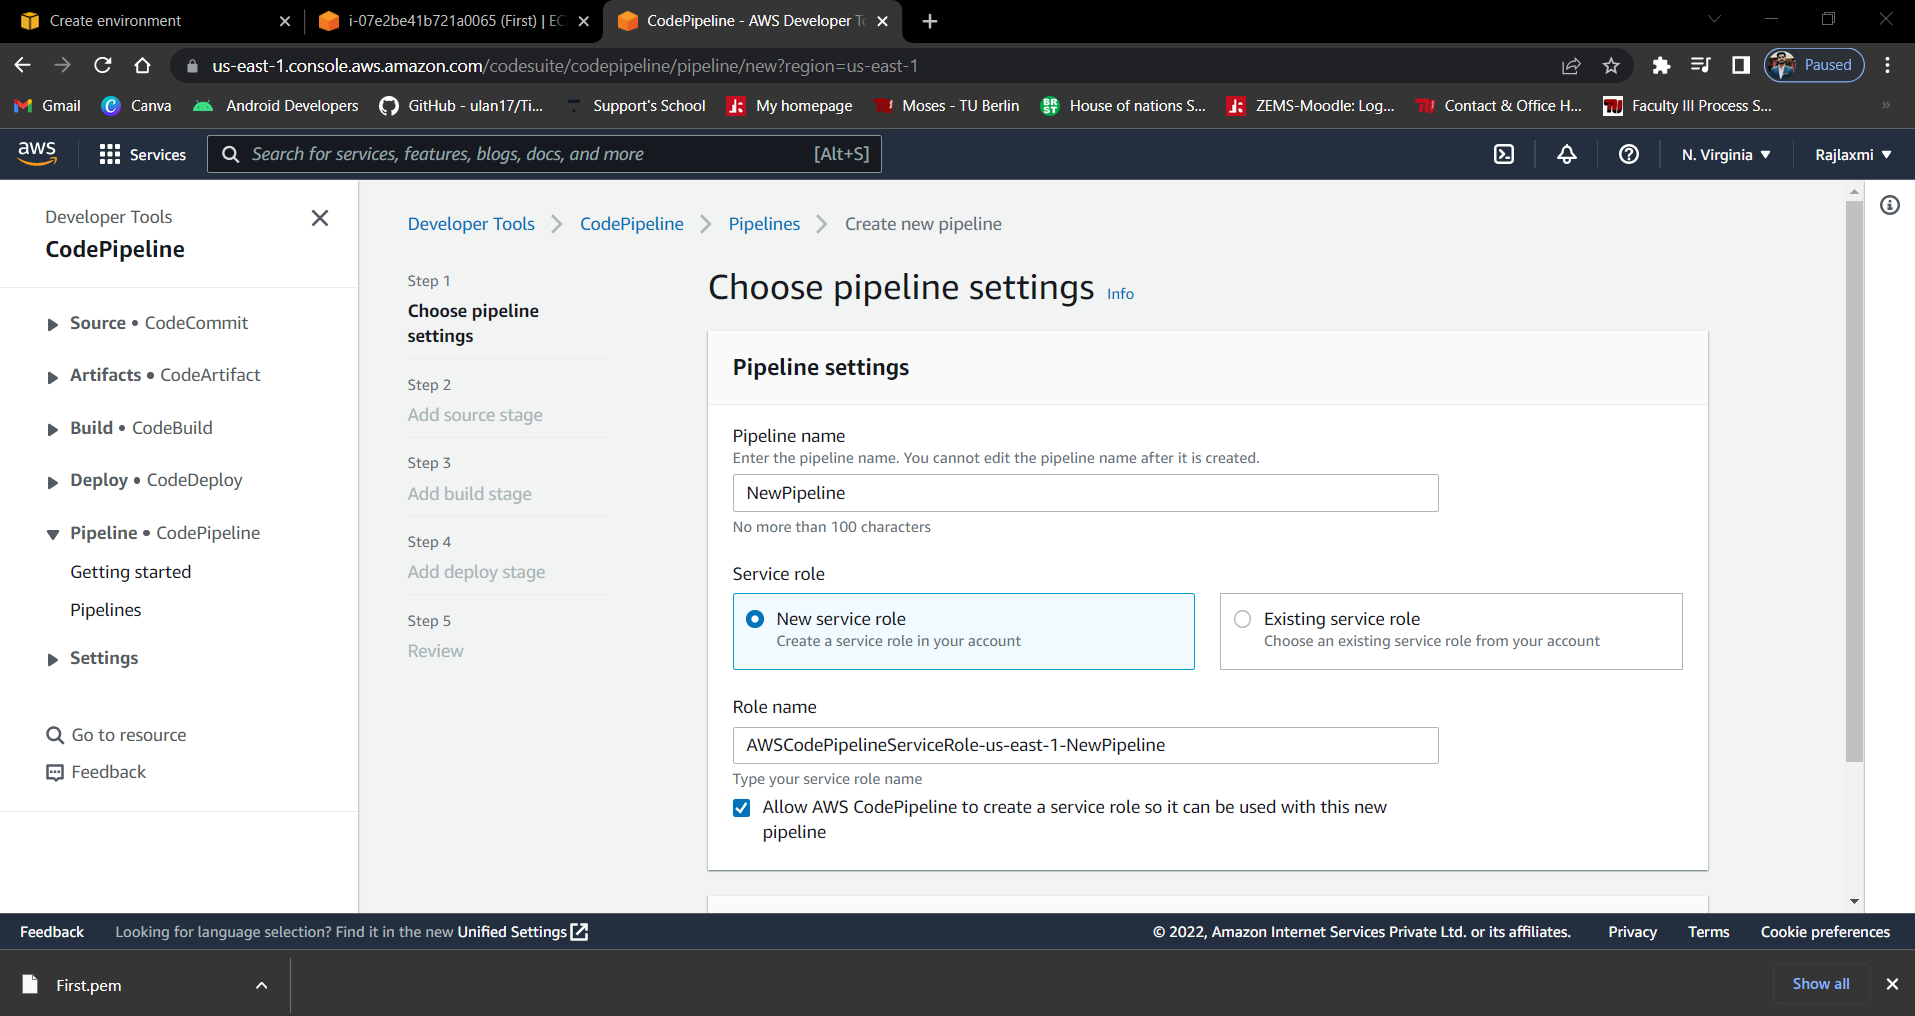 Create environment
i-07e2be41b721a0065 (First) | EC
CodePipeline - AWS Developer To
us-east-1.console.aws.amazon.com/codesuite/codepipeline/pipeline/new?region=us-east-1
Paused
Gmail
Canva
Android Developers
GitHub - ulan17/Ti...
Support's School
My homepage
Moses - TU Berlin
BR
ST
House of nations S...
ZEMS-Moodle: Log...
Contact & Office H...
Faculty III Process S...
»
aws
Services
Search for services, features, blogs, docs, and more
[Alt+S]
N. Virginia
Rajlaxmi
Developer Tools
CodePipeline
Source • CodeCommit
Artifacts • CodeArtifact
Build • CodeBuild
Deploy • CodeDeploy
Pipeline • CodePipeline
Getting started
Pipelines
Settings
Go to resource
Feedback
Developer Tools
CodePipeline
Pipelines
Create new pipeline
Step 1
Choose pipeline
settings
Step 2
Add source stage
Step 3
Add build stage
Step 4
Add deploy stage
Step 5
Review
Choose pipeline settings Info
Pipeline settings
Pipeline name
Enter the pipeline name. You cannot edit the pipeline name after it is created.
NewPipeline
No more than 100 characters
Service role
New service role
Create a service role in your account
Existing service role
Choose an existing service role from your account
Role name
AWSCodePipelineServiceRole-us-east-1-NewPipeline
Type your service role name
Allow AWS CodePipeline to create a service role so it can be used with this new
pipeline
Feedback
Looking for language selection? Find it in the new Unified Settings
© 2022, Amazon Internet Services Private Ltd. or its affiliates.
Privacy
Terms
Cookie preferences
First.pem
Show all